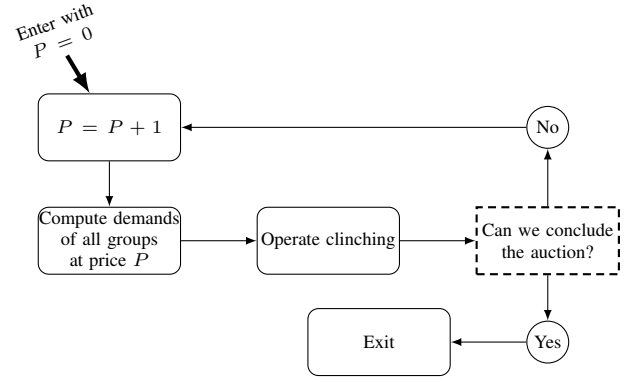 Enter with
P = 0
P = P + 1
No
Compute demands
of all groups
at price P
Operate clinching
Can we conclude
the auction?
Exit
Yes